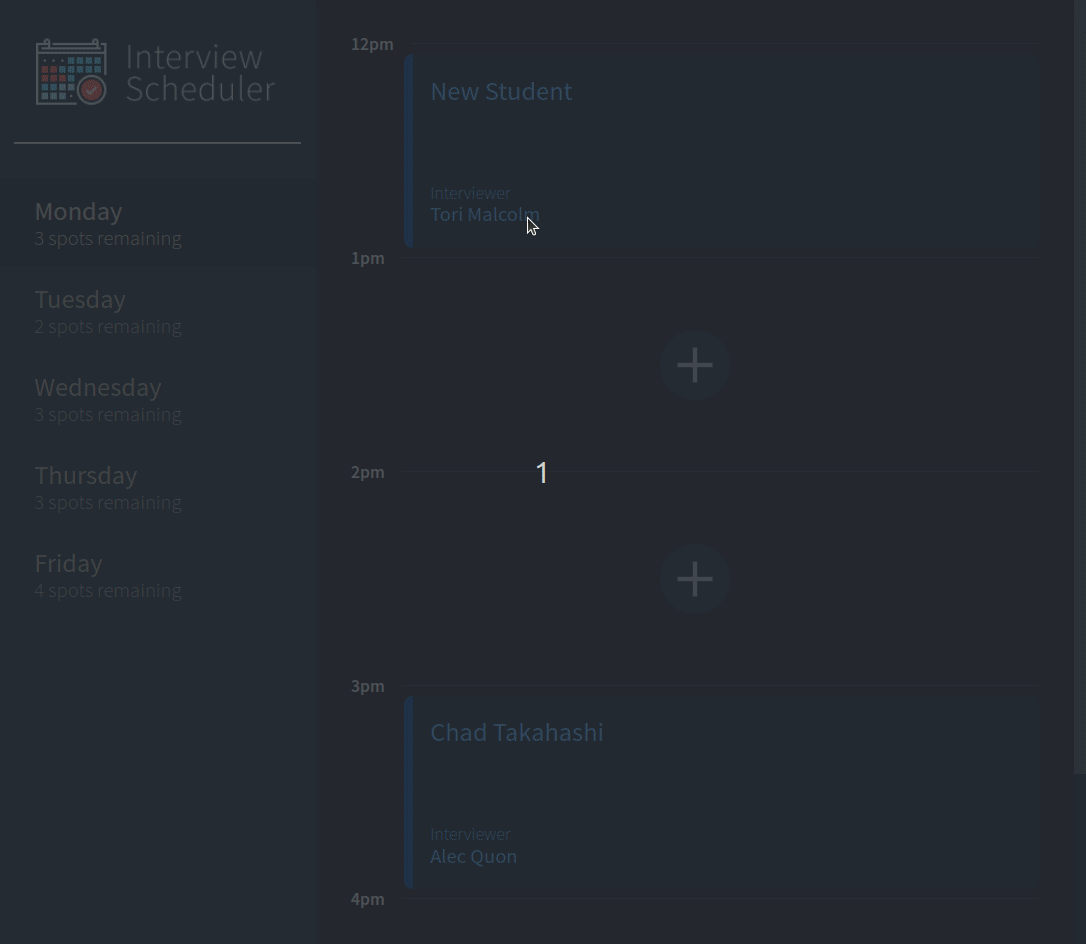 Interview
Scheduler
Monday
3 spots remaining
Tuesday
2 spots remaining
Wednesday
3 spots remaining
Thursday
3 spots remaining
Friday
4 spots remaining
12pm
New Student
Interviewer
Tori Malcolm
1pm
2pm
1
3pm
Chad Takahashi
Interviewer
Alec Quon
4pm